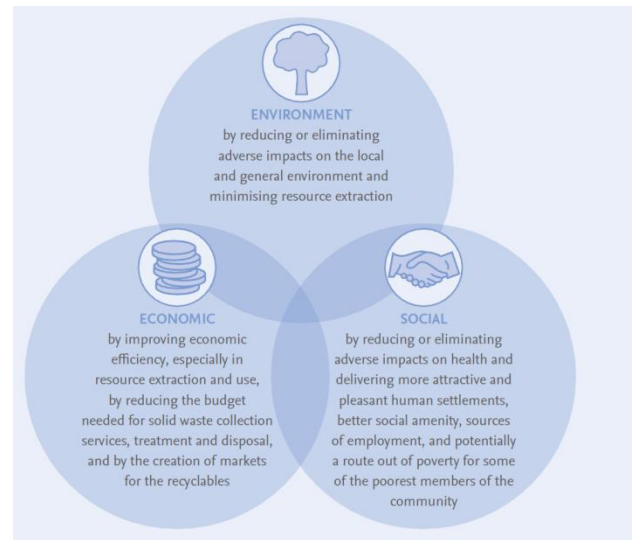 ENVIRONMENT
by reducing or eliminating
adverse impacts on the local
and general environment and
minimising resource extraction
ECONOMIC
by improving economic
efficiency, especially in
resource extraction and use,
by reducing the budget
needed for solid waste collection
services, treatment and disposal,
and by the creation of markets
for the recyclables
SOCIAL
by reducing or eliminating
adverse impacts on health and
delivering more attractive and
pleasant human settlements,
better social amenity, sources
of employment, and potentially
a route out of poverty for some
of the poorest members of the
community